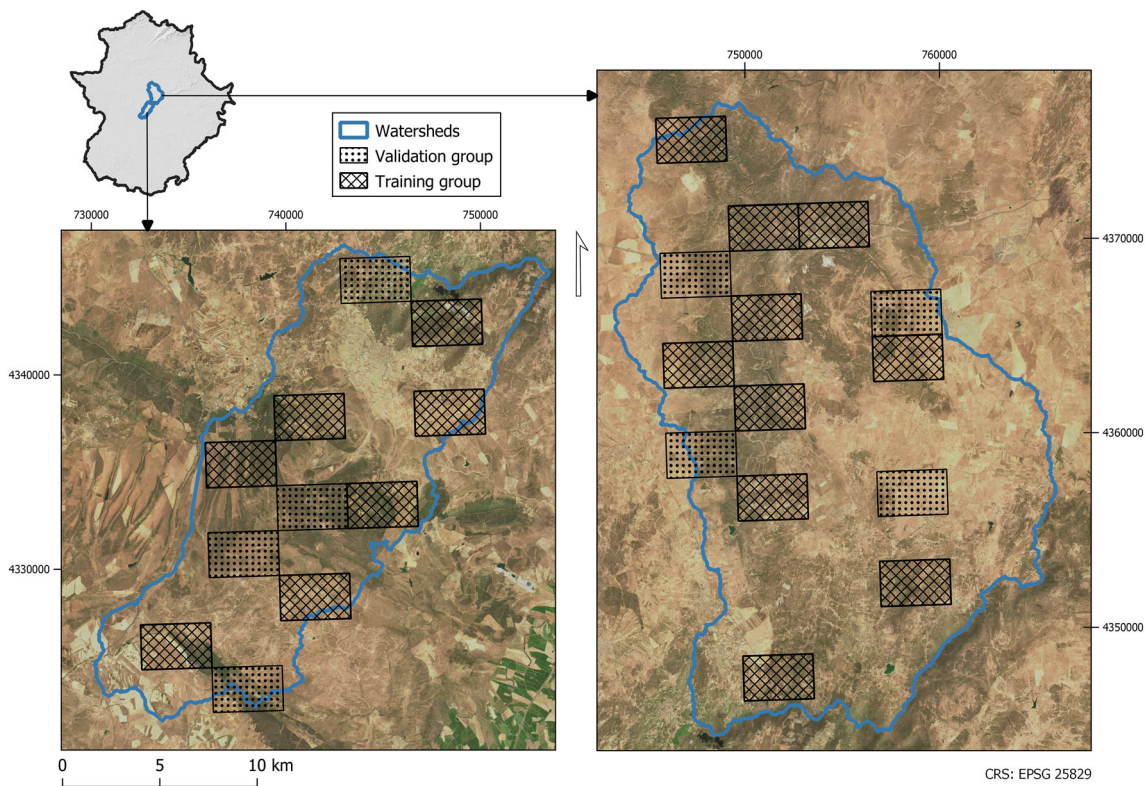 750000 760000
Watersheds
Validation group
Training group
730000 740000 750000
4370000
4340000
4360000
4330000
4350000
0 5 10 km
CRS: EPSG 25829